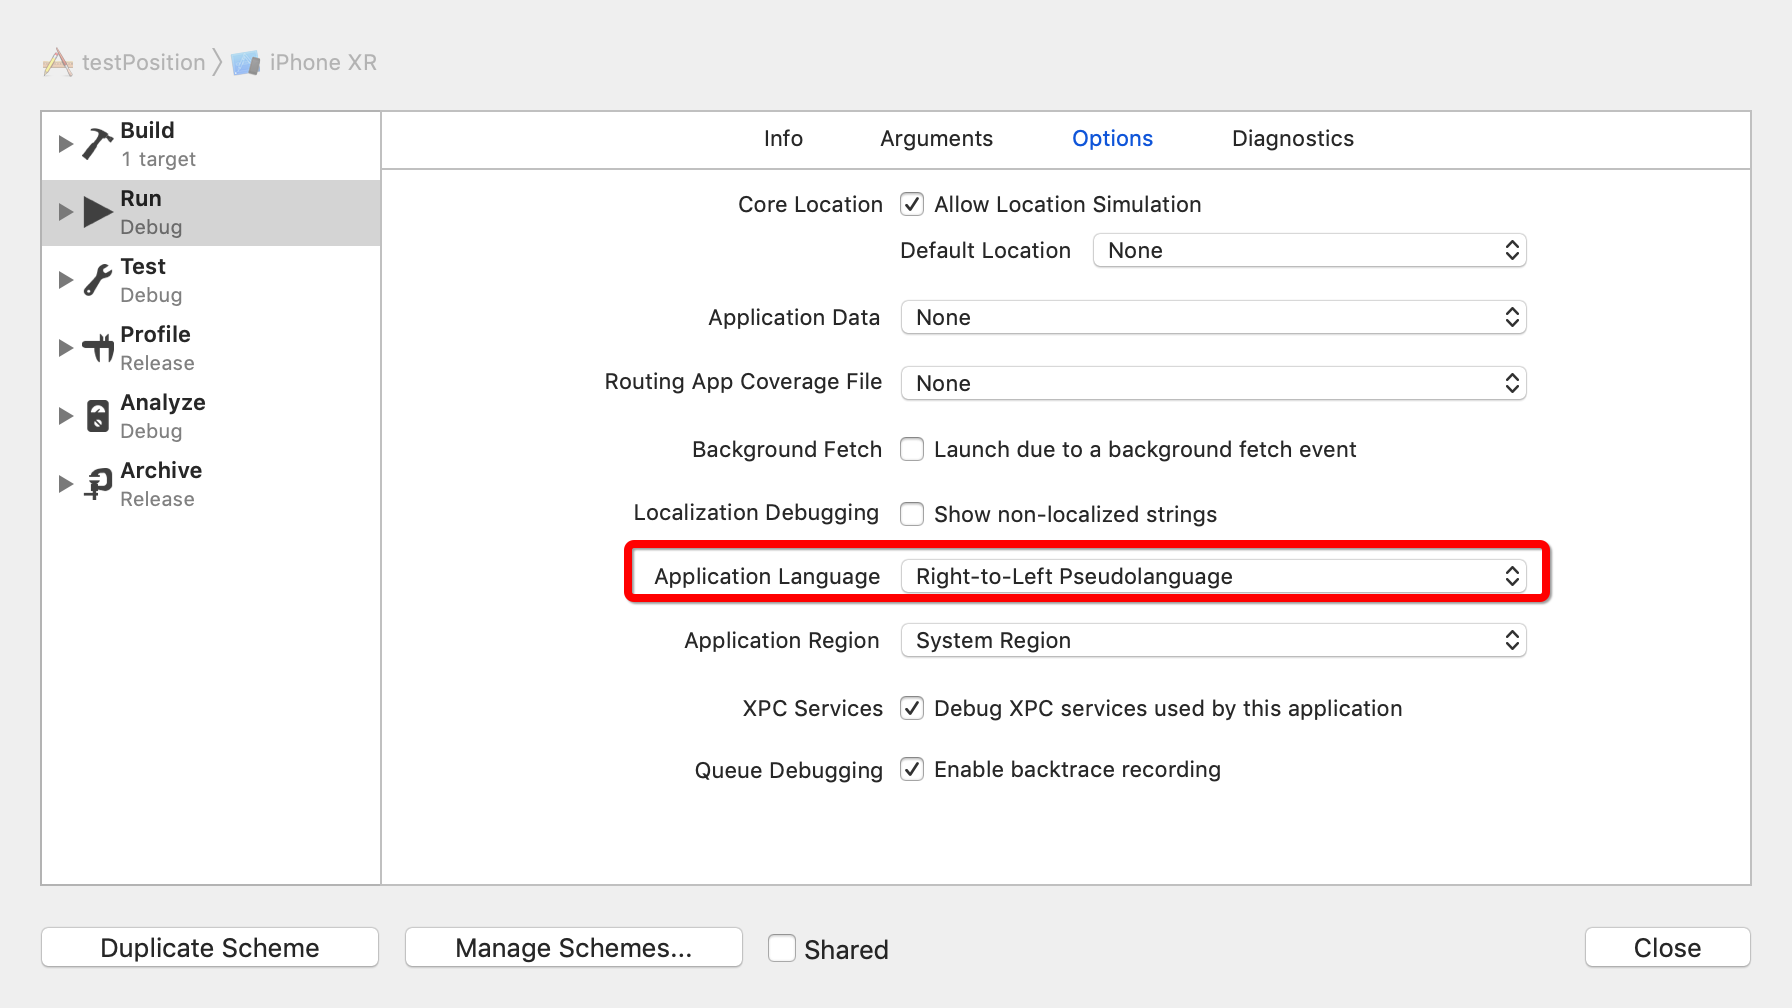 testPosition iPhone XR
Build
1 target
Run
Debug
Test
Debug
Profile
Release
Analyze
Debug
Archive
Release
Info Arguments Options Diagnostics
Core Location Allow Location Simulation
Default Location None
Application Data None
Routing App Coverage File None
Background Fetch Launch due to a background fetch event
Localization Debugging Show non-localized strings
Application Language Right-to-Left Pseudolanguage
Application Region System Region
XPC Services Debug XPC services used by this application
Queue Debugging Enable backtrace recording
Duplicate Scheme Manage Schemes... Shared Close